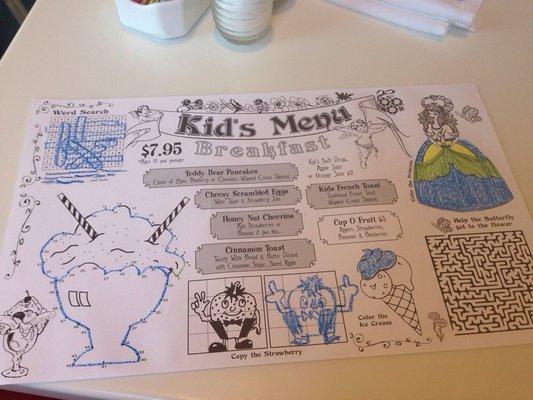 Word Search
Kid's Menu
Breakfast
$7.95
Ages 12 and younger
Kid's Soft Drink,
Apple Juice
or Orange Juice $2
Teddy Bear Pancakes
Choice of Plain, Blueberry or Chocolate, Whipped Cream Topping
Cheesy Scrambled Eggs
White Toast & Strawberry Jam
Kids French Toast
Traditional French Toast
Whipped Cream Topping
Honey Nut Cheerios
Add Strawberries or
Banana if you like...
Cup O Fruit $5
Apples, Strawberries,
Bananas & Blueberries
Cinnamon Toast
Toasty White Bread & Butter Dusted
with Cinnamon Sugar, Sliced Apple
Color the Princess
Help the Butterfly
get to the flower
Copy the Strawberry
Color the
Ice Cream